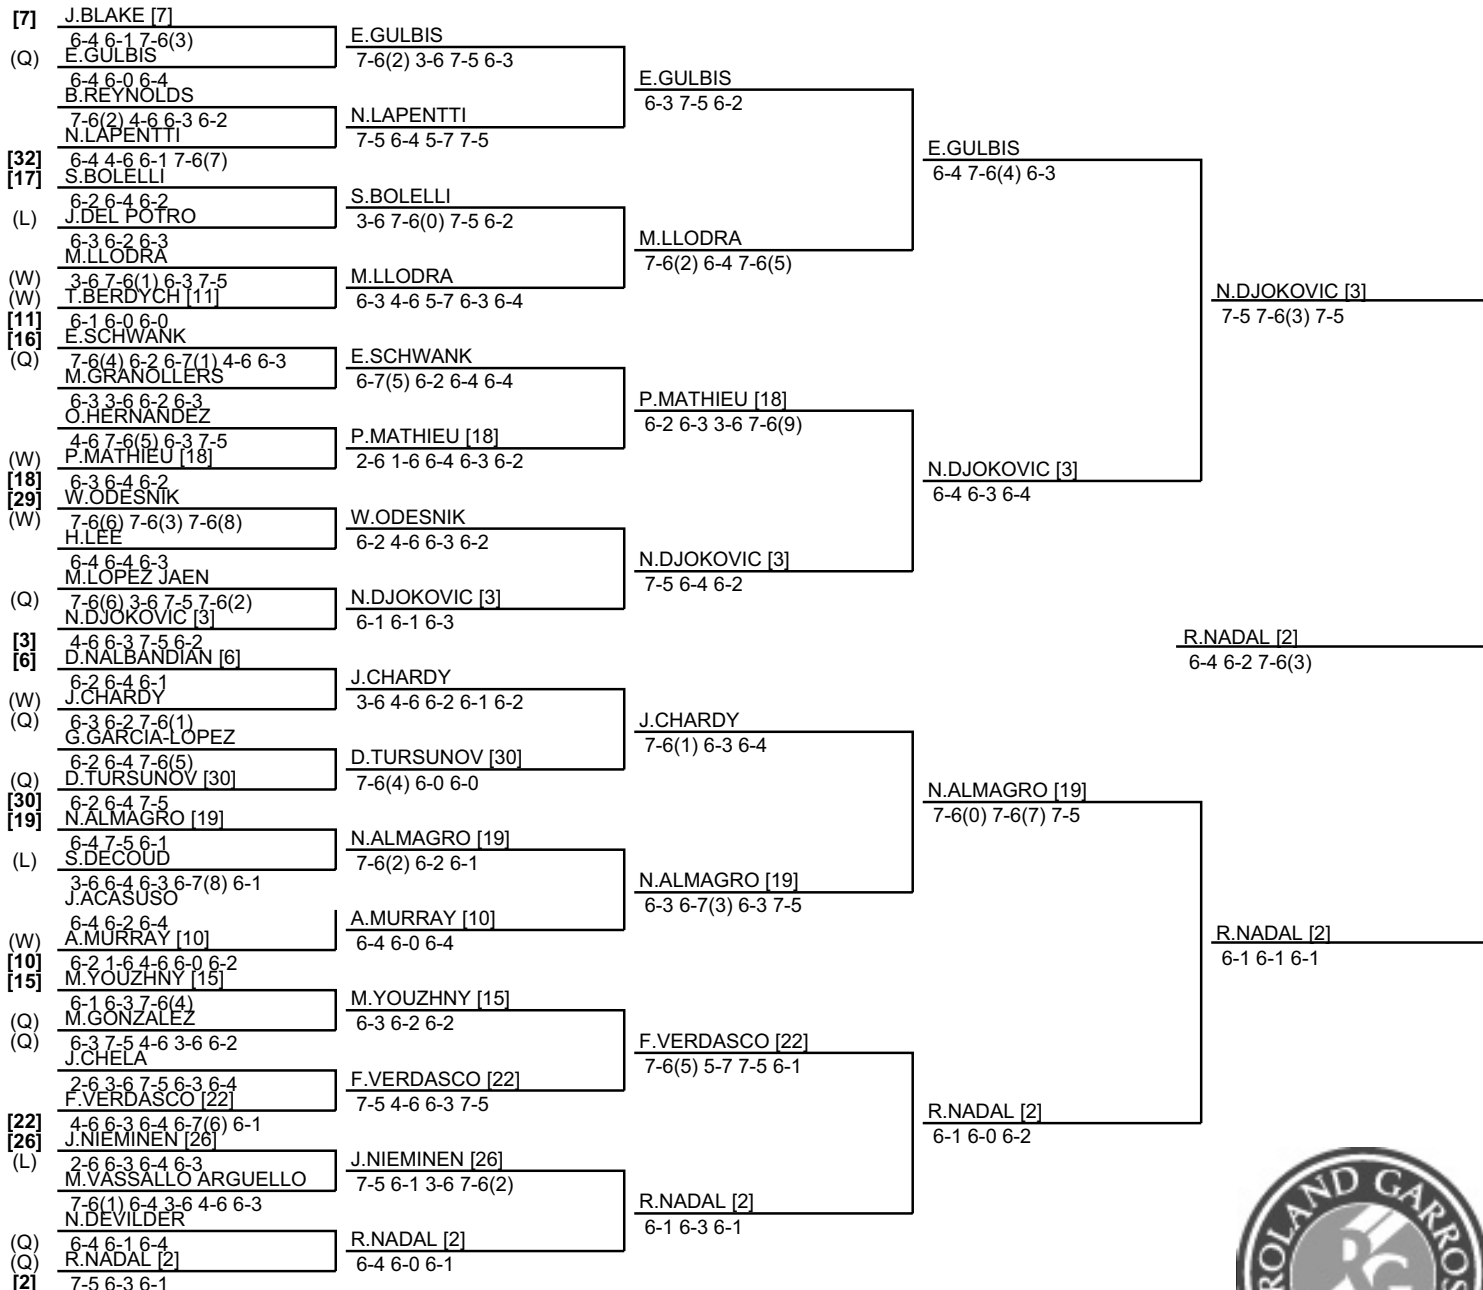 [7] J.BLAKE [7]
6-4 6-1 7-6(3)
(Q) E.GULBIS
6-4 6-0 6-4
B.REYNOLDS
7-6(2) 4-6 6-3 6-2
N.LAPENTTI
[32] 6-4 4-6 6-1 7-6(7)
[17] S.BOLELLI
6-2 6-4 6-2
(L) J.DEL POTRO
6-3 6-2 6-3
M.LLODRA
(W) 3-6 7-6(1) 6-3 7-5
(W) T.BERDYCH [11]
[11] 6-1 6-0 6-0
[16] E.SCHWANK
(Q) 7-6(4) 6-2 6-7(1) 4-6 6-3
M.GRANOLLERS
6-3 3-6 6-2 6-3
O.HERNANDEZ
4-6 7-6(5) 6-3 7-5
(W) P.MATHIEU [18]
[18] 6-3 6-4 6-2
[29] W.ODESNIK
(W) 7-6(6) 7-6(3) 7-6(8)
H.LEE
6-4 6-4 6-3
M.LOPEZ JAEN
(Q) 7-6(6) 3-6 7-5 7-6(2)
N.DJOKOVIC [3]
[3] 4-6 6-3 7-5 6-2
[6] D.NALBANDIAN [6]
6-2 6-4 6-1
(W) J.CHARDY
(Q) 6-3 6-2 7-6(1)
G.GARCIA-LOPEZ
6-2 6-4 7-6(5)
(Q) D.TURSUNOV [30]
[30] 6-2 6-4 7-5
[19] N.ALMAGRO [19]
6-4 7-5 6-1
(L) S.DECOUD
3-6 6-4 6-3 6-7(8) 6-1
J.ACASUSO
6-4 6-2 6-4
(W) A.MURRAY [10]
[10] 6-2 1-6 4-6 6-0 6-2
[15] M.YOUZHNY [15]
6-1 6-3 7-6(4)
(Q) M.GONZALEZ
(Q) 6-3 7-5 4-6 3-6 6-2
J.CHELA
2-6 3-6 7-5 6-3 6-4
F.VERDASCO [22]
[22] 4-6 6-3 6-4 6-7(6) 6-1
[26] J.NIEMINEN [26]
(L) 2-6 6-3 6-4 6-3
M.VASSALLO ARGUELLO
7-6(1) 6-4 3-6 4-6 6-3
N.DEVILDER
(Q) 6-4 6-1 6-4
(Q) R.NADAL [2]
[2] 7-5 6-3 6-1
E.GULBIS
7-6(2) 3-6 7-5 6-3
N.LAPENTTI
7-5 6-4 5-7 7-5
S.BOLELLI
3-6 7-6(0) 7-5 6-2
M.LLODRA
6-3 4-6 5-7 6-3 6-4
E.SCHWANK
6-7(5) 6-2 6-4 6-4
P.MATHIEU [18]
2-6 1-6 6-4 6-3 6-2
W.ODESNIK
6-2 4-6 6-3 6-2
N.DJOKOVIC [3]
6-1 6-1 6-3
J.CHARDY
3-6 4-6 6-2 6-1 6-2
D.TURSUNOV [30]
7-6(4) 6-0 6-0
N.ALMAGRO [19]
7-6(2) 6-2 6-1
A.MURRAY [10]
6-4 6-0 6-4
M.YOUZHNY [15]
6-3 6-2 6-2
F.VERDASCO [22]
7-5 4-6 6-3 7-5
J.NIEMINEN [26]
7-5 6-1 3-6 7-6(2)
R.NADAL [2]
6-4 6-0 6-1
E.GULBIS
6-3 7-5 6-2
M.LLODRA
7-6(2) 6-4 7-6(5)
P.MATHIEU [18]
6-2 6-3 3-6 7-6(9)
N.DJOKOVIC [3]
7-5 6-4 6-2
J.CHARDY
7-6(1) 6-3 6-4
N.ALMAGRO [19]
6-3 6-7(3) 6-3 7-5
F.VERDASCO [22]
7-6(5) 5-7 7-5 6-1
R.NADAL [2]
6-1 6-3 6-1
E.GULBIS
6-4 7-6(4) 6-3
N.DJOKOVIC [3]
6-4 6-3 6-4
N.ALMAGRO [19]
7-6(0) 7-6(7) 7-5
R.NADAL [2]
6-1 6-0 6-2
N.DJOKOVIC [3]
7-5 7-6(3) 7-5
R.NADAL [2]
6-1 6-1 6-1
R.NADAL [2]
6-4 6-2 7-6(3)
ROLAND GARROS
RG